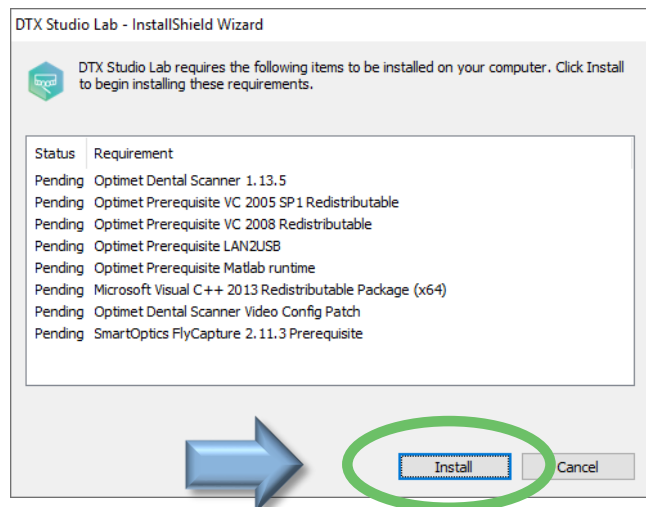 DTX Studio Lab - InstallShield Wizard
DTX Studio Lab requires the following items to be installed on your computer. Click Install
to begin installing these requirements.
Status Requirement
Pending Optimet Dental Scanner 1.13.5
Pending Optimet Prerequisite VC 2005 SP1 Redistributable
Pending Optimet Prerequisite VC 2008 Redistributable
Pending Optimet Prerequisite LAN2USB
Pending Optimet Prerequisite Matlab runtime
Pending Microsoft Visual C++ 2013 Redistributable Package (x64)
Pending Optimet Dental Scanner Video Config Patch
Pending SmartOptics FlyCapture 2.11.3 Prerequisite
Install Cancel